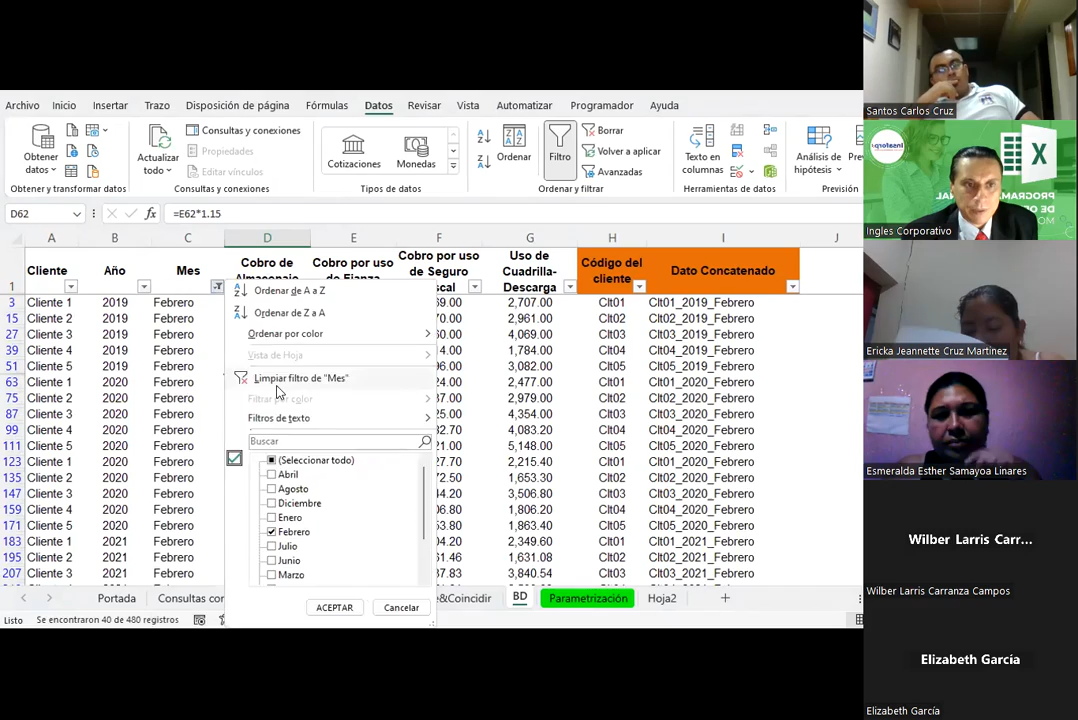 Archivo Inicio Insertar Trazo Disposición de página Fórmulas Datos Revisar Vista Automatizar Programador Ayuda
Obtener datos
Actualizar todo
Consultas y conexiones
Propiedades
Editar vínculos
Cotizaciones
Monedas
Ordenar
Filtro
Borrar
Volver a aplicar
Avanzadas
Texto en columnas
Análisis de hipótesis
Obtener y transformar datos
Consultas y conexiones
Tipos de datos
Ordenar y filtrar
Herramientas de datos
Previsión
D62 fx =E62*1.15
A B C D E F G H I J
Cliente Año Mes Cobro de Cobro por uso Cobro por uso de Seguro Uso de Cuadrilla-Descarga Código del cliente Dato Concatenado
1
3 Cliente 1 2019 Febrero 2,707.00 Clt01 Clt01_2019_Febrero
15 Cliente 2 2019 Febrero 2,961.00 Clt02 Clt02_2019_Febrero
27 Cliente 3 2019 Febrero 4,069.00 Clt03 Clt03_2019_Febrero
39 Cliente 4 2019 Febrero 1,784.00 Clt04 Clt04_2019_Febrero
51 Cliente 5 2019 Febrero 3,082.00 Clt05 Clt05_2019_Febrero
63 Cliente 1 2020 Febrero 2,477.00 Clt01 Clt01_2020_Febrero
75 Cliente 2 2020 Febrero 2,979.00 Clt02 Clt02_2020_Febrero
87 Cliente 3 2020 Febrero 4,354.00 Clt03 Clt03_2020_Febrero
99 Cliente 4 2020 Febrero 4,204.00 Clt04 Clt04_2020_Febrero
111 Cliente 5 2020 Febrero 5,148.00 Clt05 Clt05_2020_Febrero
123 Cliente 1 2020 Febrero 2,215.40 Clt01 Clt01_2020_Febrero
135 Cliente 2 2020 Febrero 1,653.30 Clt02 Clt02_2020_Febrero
147 Cliente 3 2020 Febrero 3,506.80 Clt03 Clt03_2020_Febrero
159 Cliente 4 2020 Febrero 1,806.20 Clt04 Clt04_2020_Febrero
171 Cliente 5 2020 Febrero 1,863.40 Clt05 Clt05_2020_Febrero
183 Cliente 1 2021 Febrero 2,349.60 Clt01 Clt01_2021_Febrero
195 Cliente 2 2021 Febrero 1,631.08 Clt02 Clt02_2021_Febrero
207 Cliente 3 2021 Febrero 3,840.54 Clt03 Clt03_2021_Febrero
Ordenar de A a Z
Ordenar de Z a A
Ordenar por color
Vista de Hoja
Limpiar filtro de "Mes"
Filtrar por color
Filtros de texto
Buscar
(Seleccionar todo)
Abril
Agosto
Diciembre
Enero
Febrero
Julio
Junio
Marzo
ACEPTAR Cancelar
Portada BD Parametrización Hoja2
Listo Se encontraron 40 de 480 registros
Santos Carlos Cruz
Ingles Corporativo
Ericka Jeannette Cruz Martinez
Esmeralda Esther Samayoa Linares
Wilber Larris Carr...
Wilber Larris Carranza Campos
Elizabeth García
Elizabeth García